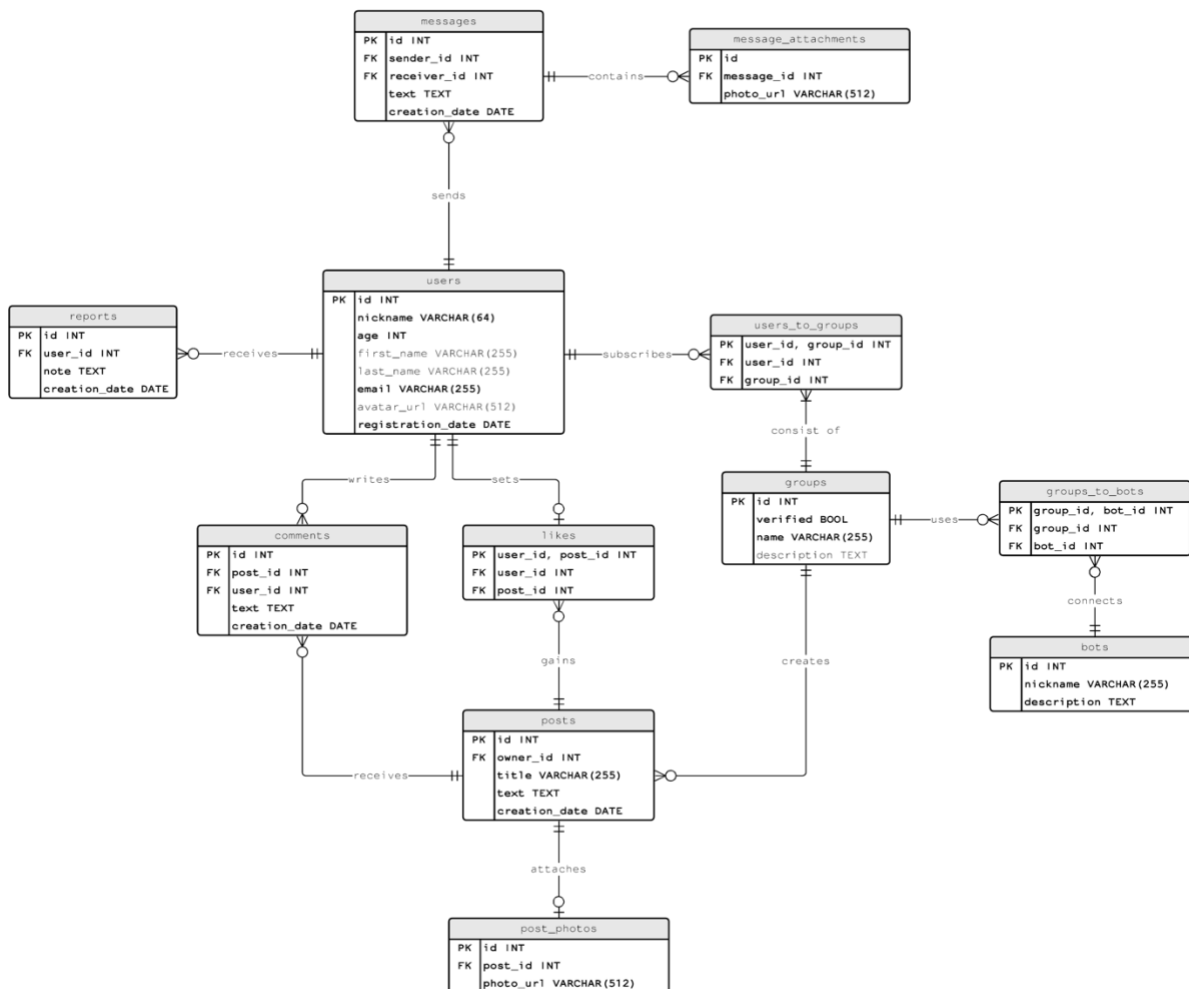 messages
PK id INT
FK sender_id INT
FK receiver_id INT
text TEXT
creation_date DATE
contains
message_attachments
PK id
FK message_id INT
photo_url VARCHAR(512)
sends
users
PK id INT
nickname VARCHAR(64)
age INT
first_name VARCHAR(255)
last_name VARCHAR(255)
email VARCHAR(255)
avatar_url VARCHAR(512)
registration_date DATE
reports
PK id INT
FK user_id INT
note TEXT
creation_date DATE
receives
subscribes
users_to_groups
PK user_id, group_id INT
FK user_id INT
FK group_id INT
consist of
groups
PK id INT
verified BOOL
name VARCHAR(255)
description TEXT
uses
groups_to_bots
PK group_id, bot_id INT
FK group_id INT
FK bot_id INT
connects
bots
PK id INT
nickname VARCHAR(255)
description TEXT
writes
sets
comments
PK id INT
FK post_id INT
FK user_id INT
text TEXT
creation_date DATE
likes
PK user_id, post_id INT
FK user_id INT
FK post_id INT
gains
creates
receives
posts
PK id INT
FK owner_id INT
title VARCHAR(255)
text TEXT
creation_date DATE
attaches
post_photos
PK id INT
FK post_id INT
photo_url VARCHAR(512)